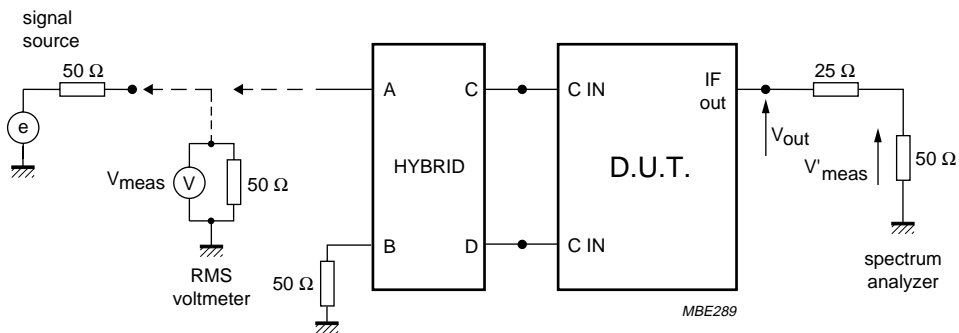 signal
source
50 Ω
e
Vmeas
V
50 Ω
RMS
voltmeter
50 Ω
A
B
C
D
HYBRID
C IN
C IN
D.U.T.
IF
out
MBE289
Vout
25 Ω
V'meas
50 Ω
spectrum
analyzer